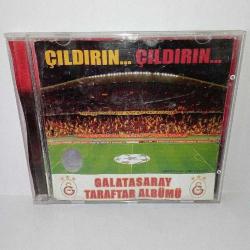 ÇILDIRIN... ÇILDIRIN...
GALATASARAY
TARAFTAR ALBÜMÜ